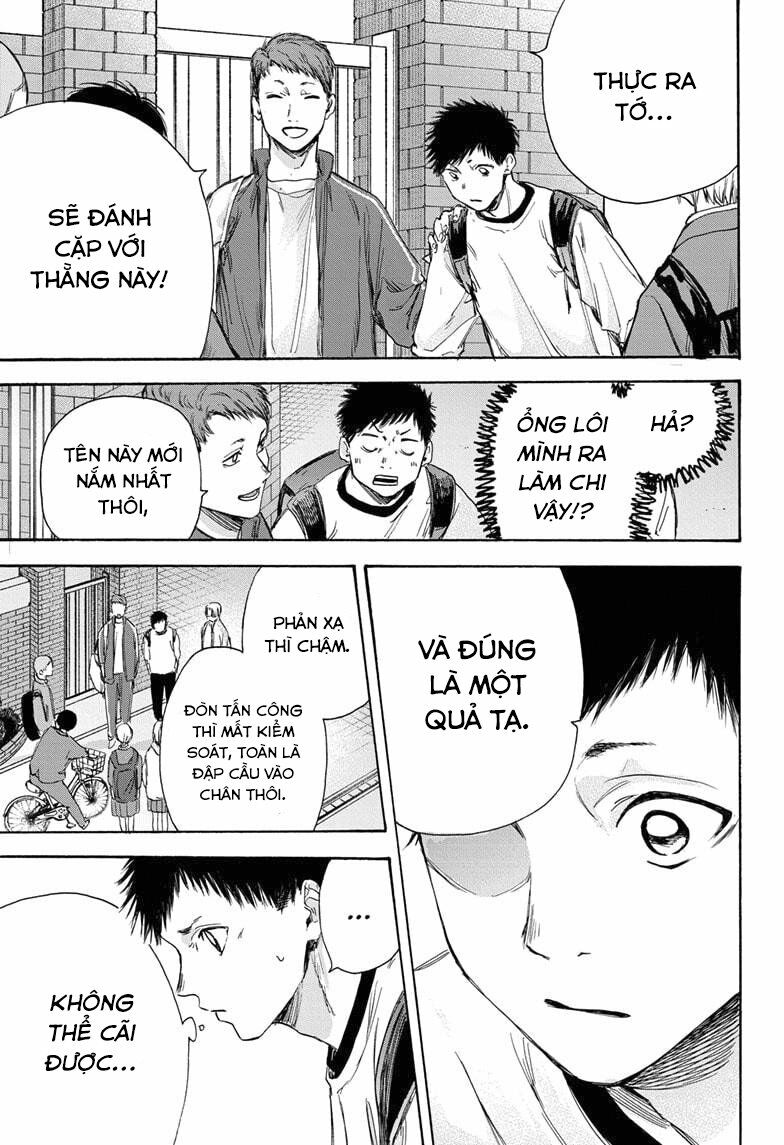 THỰC RA
TỚ...
SẼ ĐÁNH
CẶP VỚI
THẰNG NÀY!
HẢ?
ỔNG LÔI
MÌNH RA
LÀM CHI
VẬY!?
TÊN NÀY MỚI
NẮM NHẤT
THÔI,
VÀ ĐÚNG
LÀ MỘT
QUẢ TẠ.
PHẢN XẠ
THÌ CHẬM.
ĐÒN TẤN CÔNG
THÌ MẤT KIỂM
SOÁT, TOÀN LÀ
ĐẬP CẦU VÀO
CHÂN THÔI.
...
KHÔNG
THỂ CÃI
ĐƯỢC...